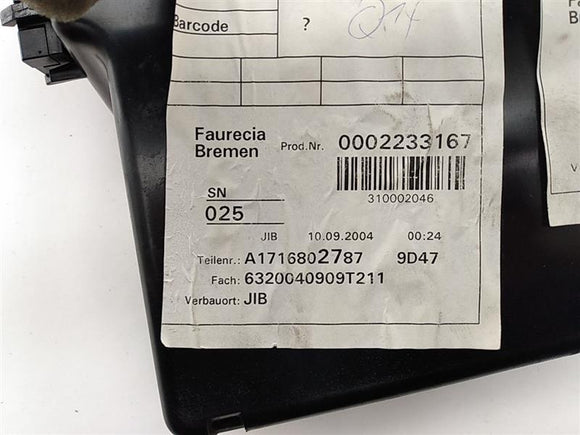 Barcode ?
Faurecia
Bremen
Prod.Nr. 0002233167
310002046
SN
025
JIB 10.09.2004 00:24
Teilenr.: A1716802787 9D47
Fach: 6320040909T211
Verbauort: JIB